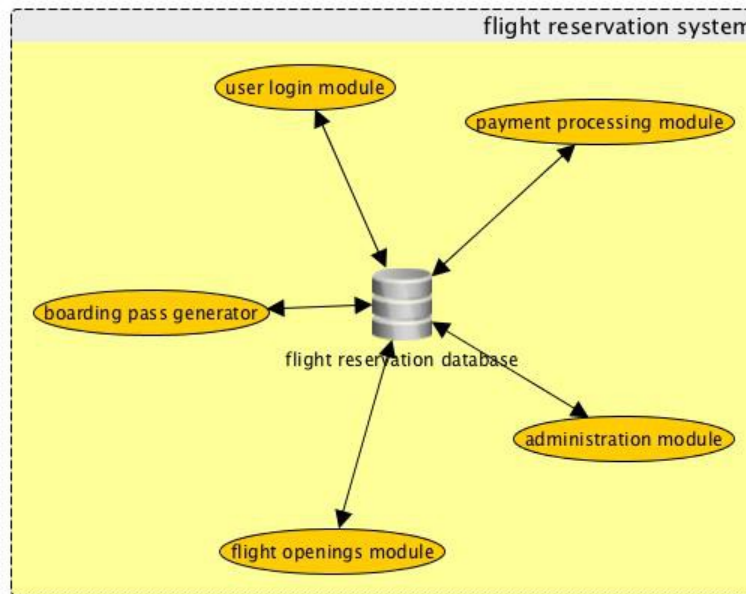 flight reservation system
user login module
payment processing module
boarding pass generator
flight reservation database
administration module
flight openings module